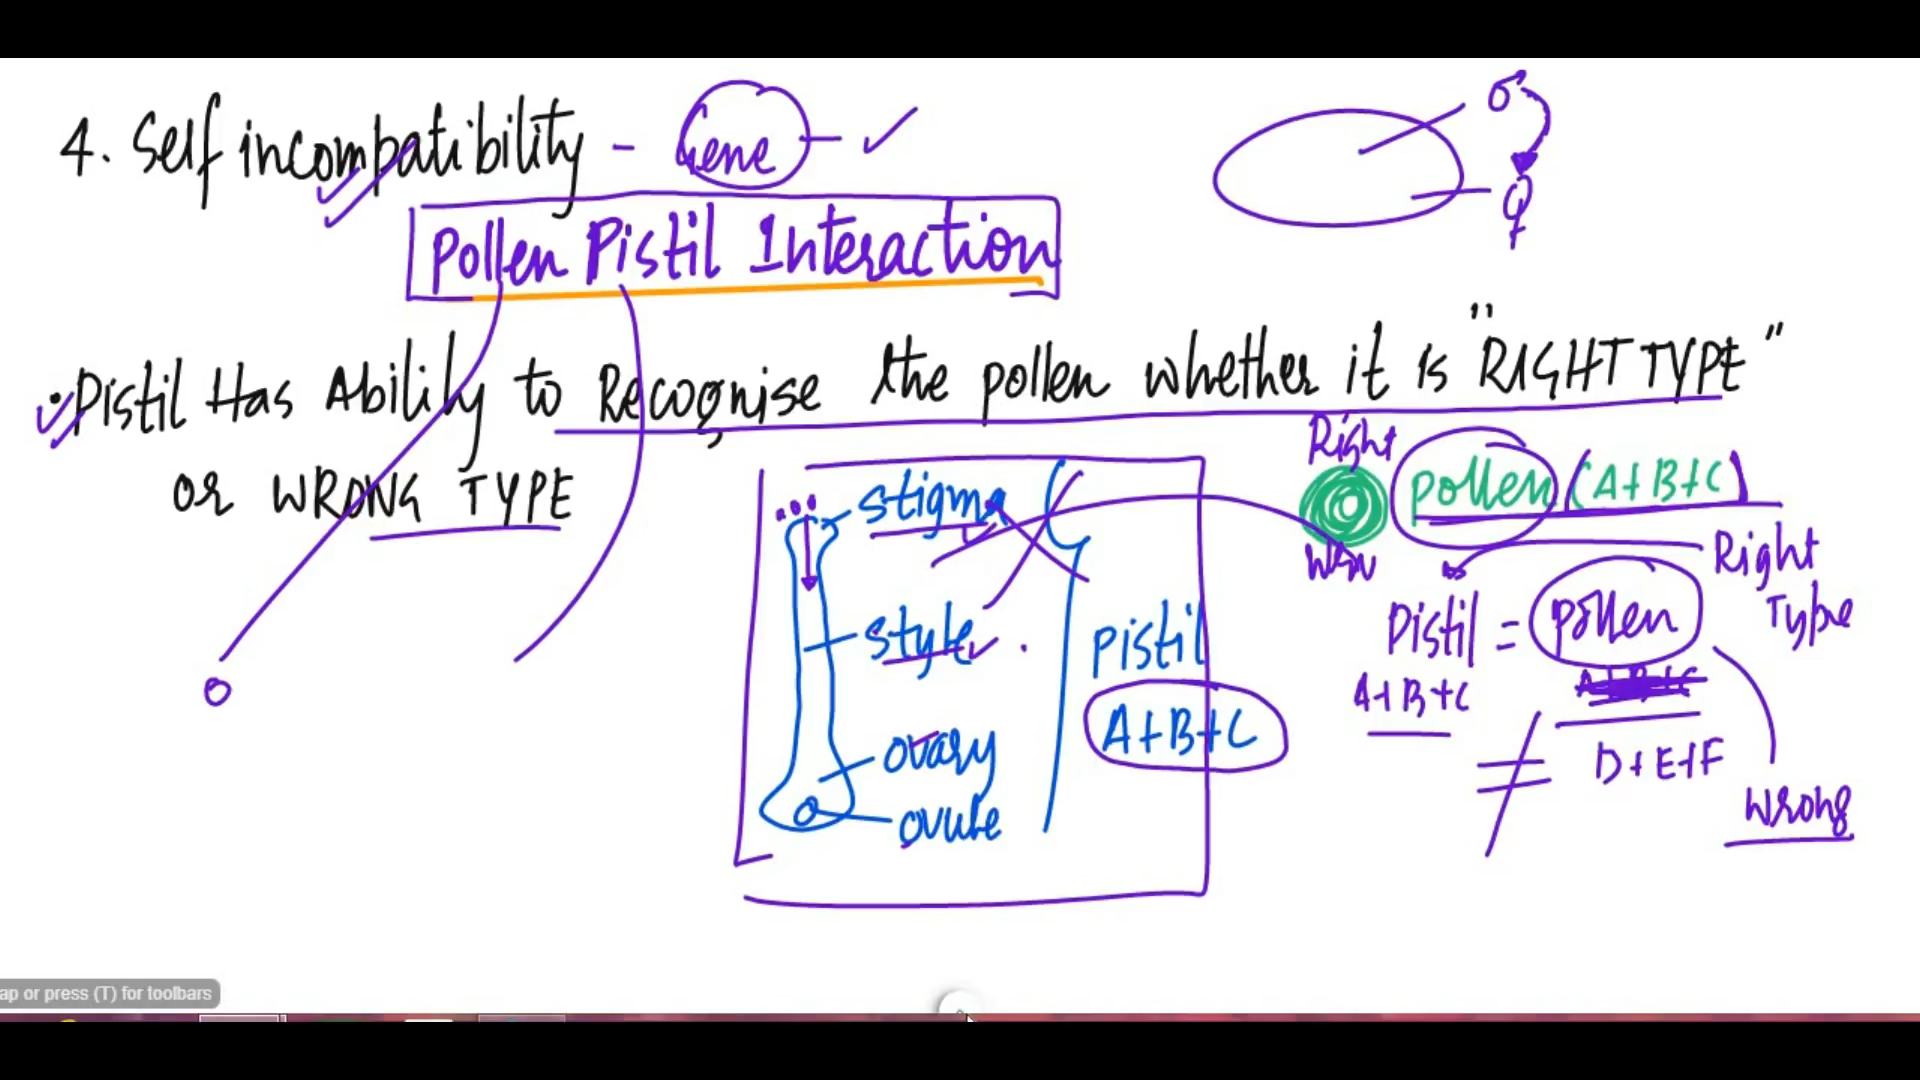 4. Self incompatibility - Gene
♂
♀
Pollen Pistil Interaction
• Pistil Has Ability to Recognise the pollen whether it is "RIGHT TYPE"
or WRONG TYPE
Right
stigma
pollen (A+B+C)
Right
Type
style
pistil
A+B+C
Pistil = pollen
A+B+C
≠
D+E+F
wrong
ovary
ovule
ap or press (T) for toolbars